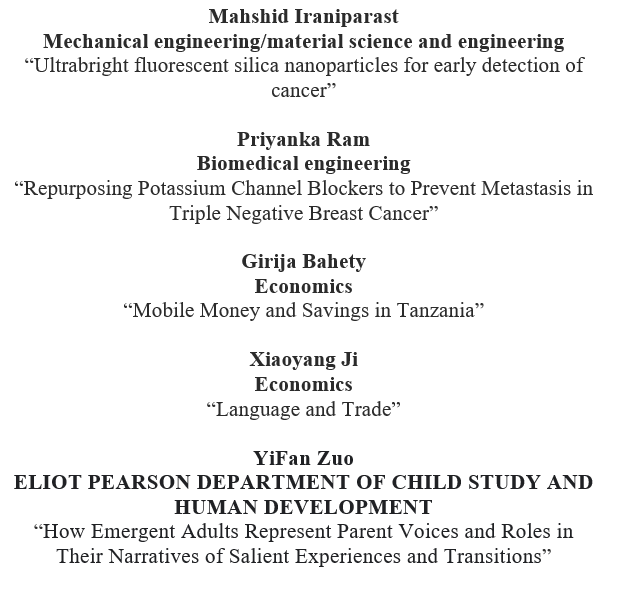 Mahshid Iraniparast
Mechanical engineering/material science and engineering
“Ultrabright fluorescent silica nanoparticles for early detection of
cancer”
Priyanka Ram
Biomedical engineering
“Repurposing Potassium Channel Blockers to Prevent Metastasis in
Triple Negative Breast Cancer”
Girija Bahety
Economics
“Mobile Money and Savings in Tanzania”
Xiaoyang Ji
Economics
“Language and Trade”
YiFan Zuo
ELIOT PEARSON DEPARTMENT OF CHILD STUDY AND
HUMAN DEVELOPMENT
“How Emergent Adults Represent Parent Voices and Roles in
Their Narratives of Salient Experiences and Transitions”